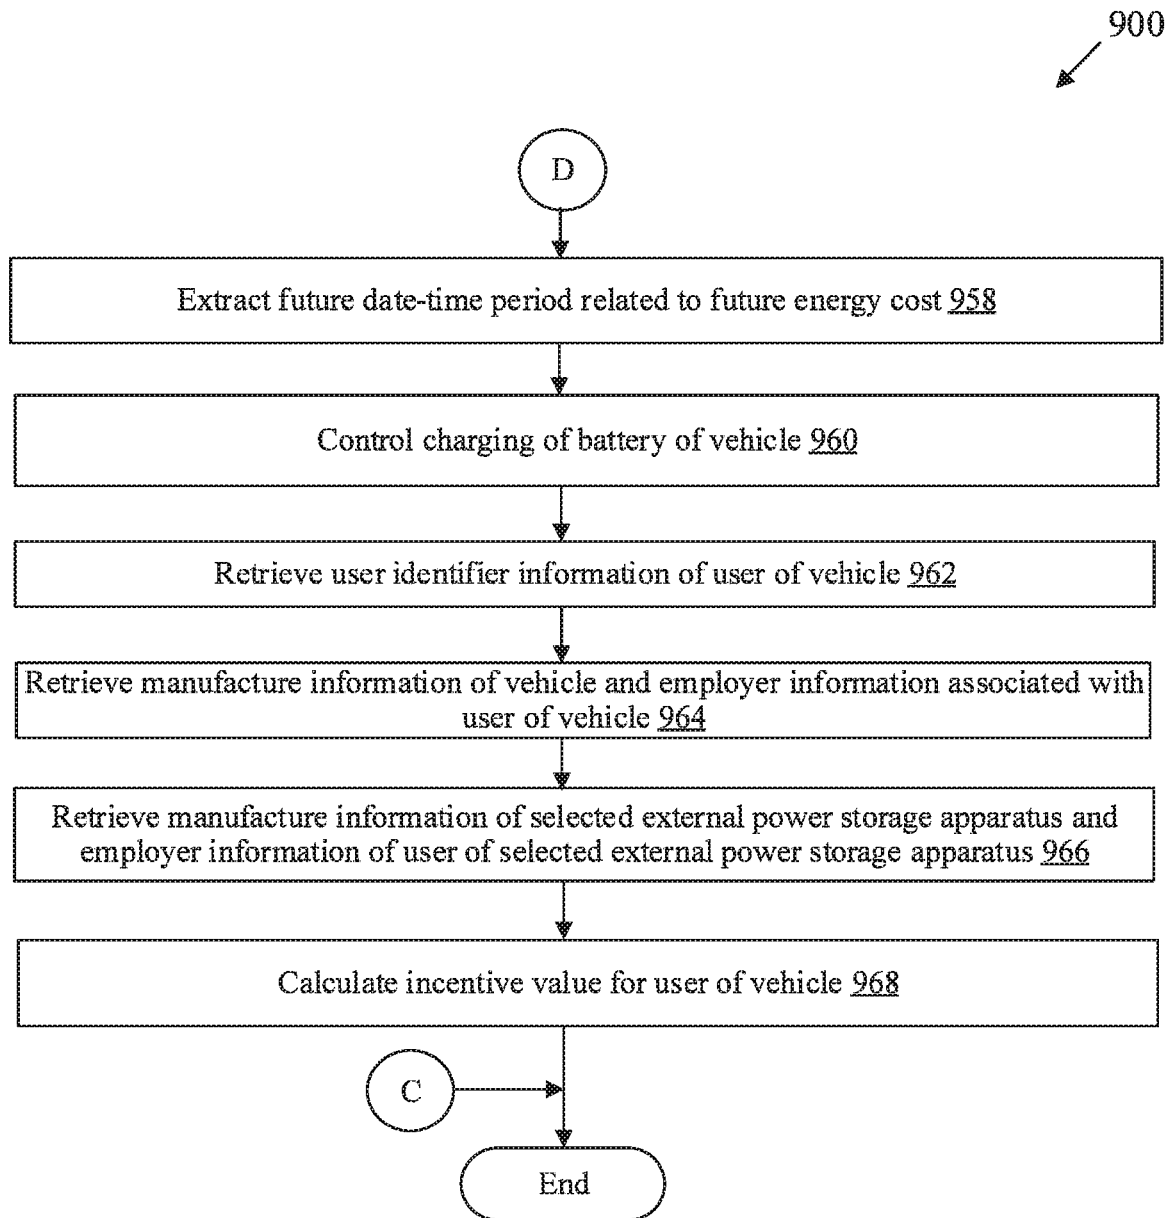 900
D
Extract future date-time period related to future energy cost 958
Control charging of battery of vehicle 960
Retrieve user identifier information of user of vehicle 962
Retrieve manufacture information of vehicle and employer information associated with
user of vehicle 964
Retrieve manufacture information of selected external power storage apparatus and
employer information of user of selected external power storage apparatus 966
Calculate incentive value for user of vehicle 968
C
End